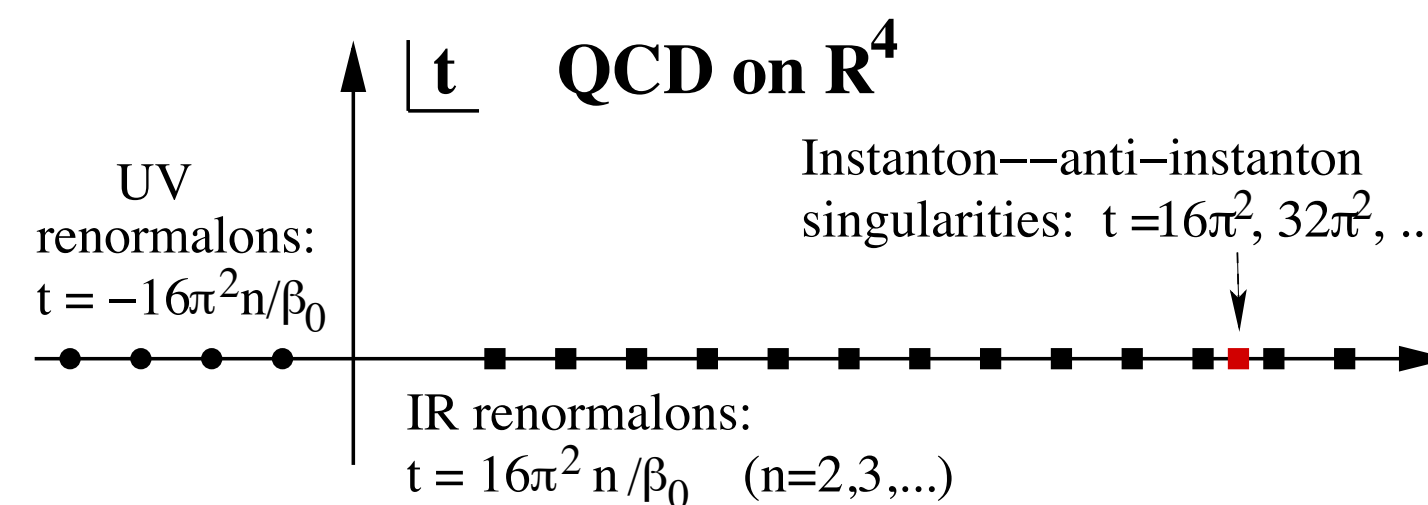 t QCD on R⁴
Instanton−−anti−instanton
singularities: t =16π², 32π², ..
UV
renormalons:
t = −16π²n/β₀
IR renormalons:
t = 16π² n /β₀ (n=2,3,...)